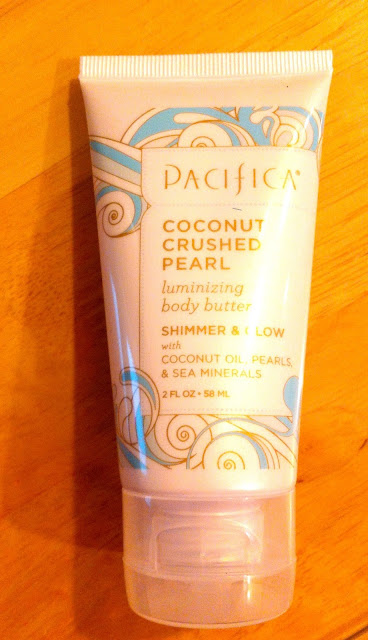 PACIFICA®
COCONUT
CRUSHED
PEARL
luminizing
body butter
SHIMMER & GLOW
with
COCONUT OIL, PEARLS,
& SEA MINERALS
2 FL OZ • 58 ML